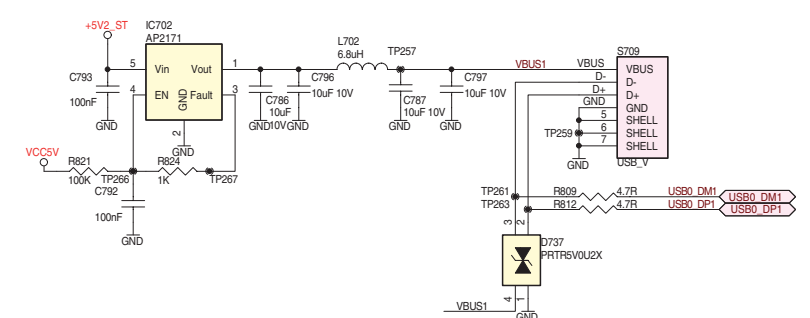 +5V2_ST
IC702
AP2171
5
Vin
Vout
1
4
EN
GND
Fault
3
2
GND
C793
100nF
GND
L702
6.8uH
TP257
C786
10uF
10V
GND
C796
10uF 10V
GND
C787
10uF 10V
GND
C797
10uF 10V
GND
VBUS1
S709
VBUS
VBUS
D-
D-
D+
D+
GND
GND
5
SHELL
TP259
6
SHELL
7
SHELL
GND
USB_V
VCC5V
R821
100K
TP266
R824
1K
TP267
C792
100nF
GND
TP261
R809
4.7R
USB0_DM1
USB0_DM1
TP263
R812
4.7R
USB0_DP1
USB0_DP1
3
2
D737
PRTR5V0U2X
4
1
VBUS1
GND